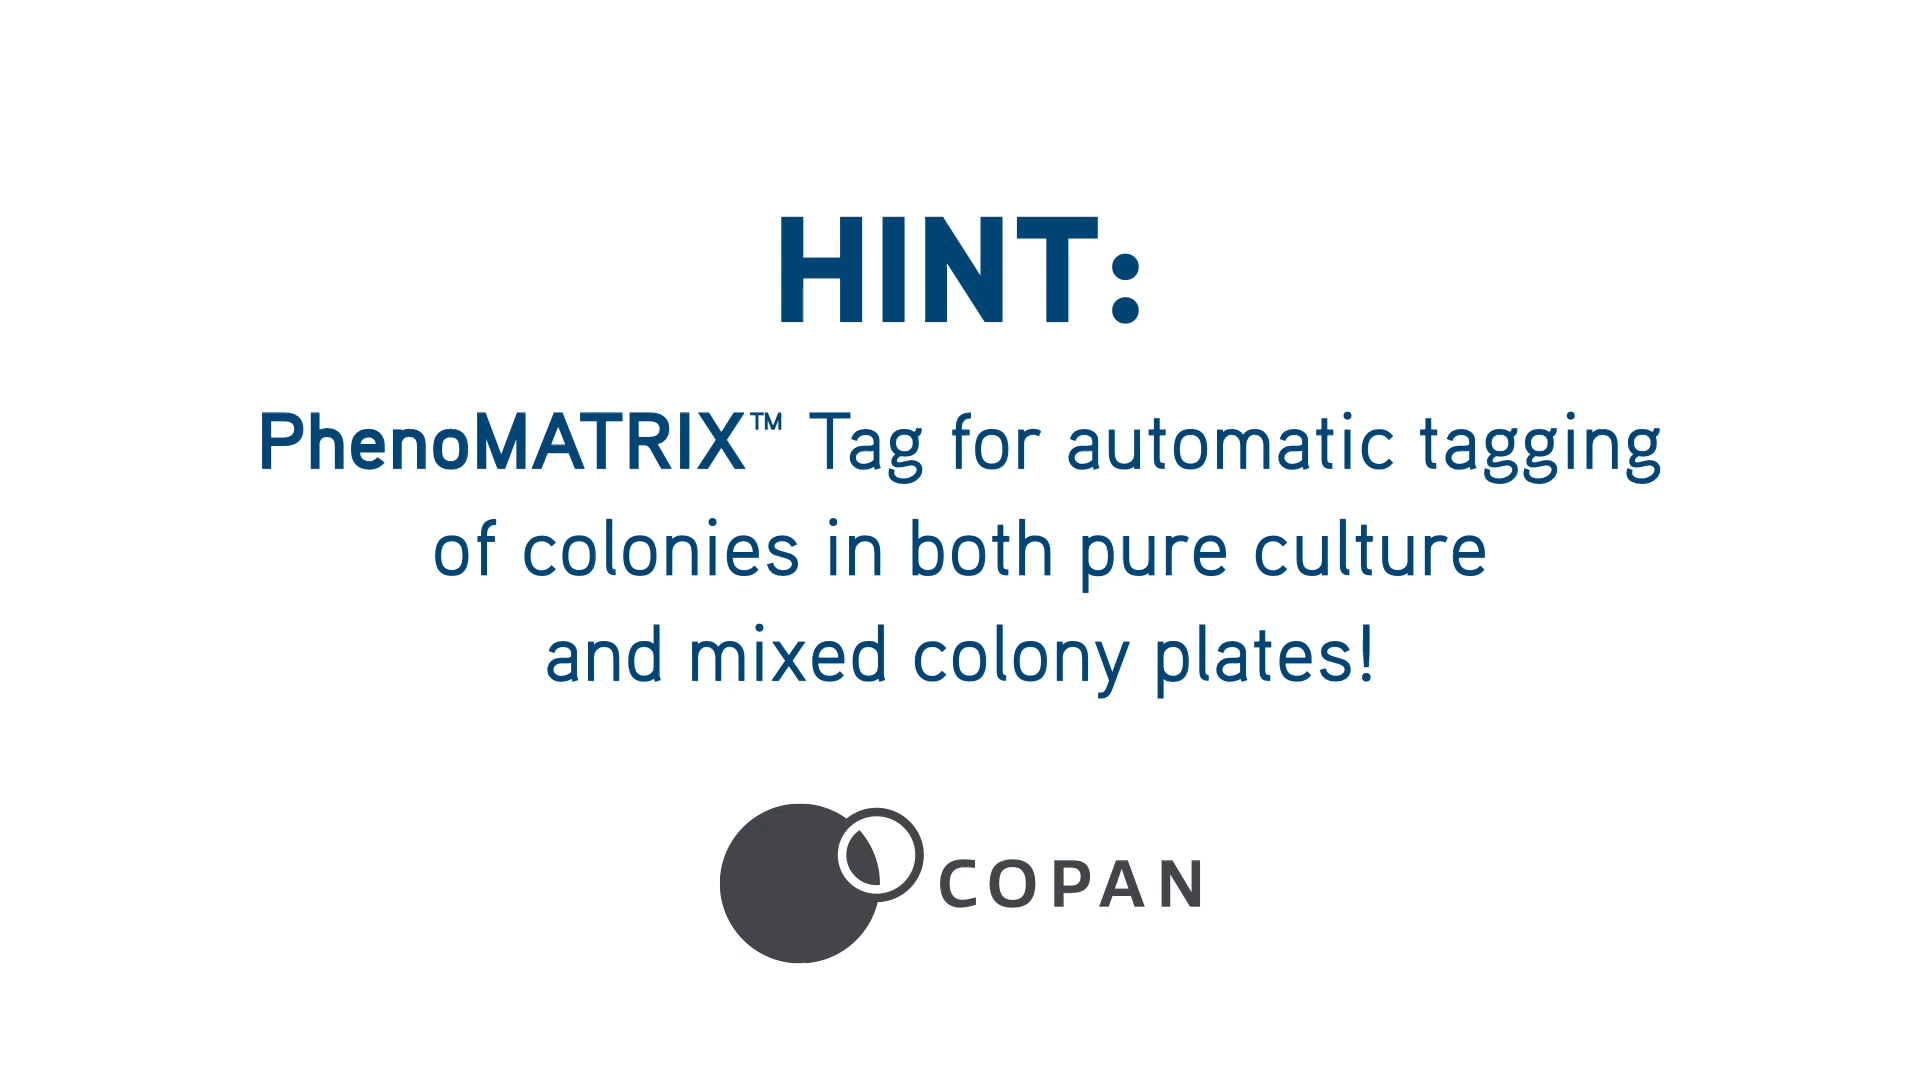 HINT:
PhenoMATRIX™ Tag for automatic tagging
of colonies in both pure culture
and mixed colony plates!
COPAN